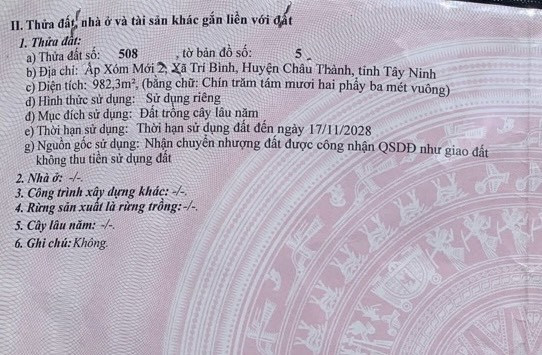 II. Thửa đất, nhà ở và tài sản khác gắn liền với đất
1. Thửa đất:
a) Thửa đất số: 508 , tờ bản đồ số: 5
b) Địa chỉ: Ấp Xóm Mới 2, Xã Trí Bình, Huyện Châu Thành, tỉnh Tây Ninh
c) Diện tích: 982,3m², (bằng chữ: Chín trăm tám mươi hai phẩy ba mét vuông)
d) Hình thức sử dụng: Sử dụng riêng
đ) Mục đích sử dụng: Đất trồng cây lâu năm
e) Thời hạn sử dụng: Thời hạn sử dụng đất đến ngày 17/11/2028
g) Nguồn gốc sử dụng: Nhận chuyển nhượng đất được công nhận QSDĐ như giao đất
không thu tiền sử dụng đất
2. Nhà ở: -/-.
3. Công trình xây dựng khác: -/-.
4. Rừng sản xuất là rừng trồng: -/-.
5. Cây lâu năm: -/-.
6. Ghi chú: Không.